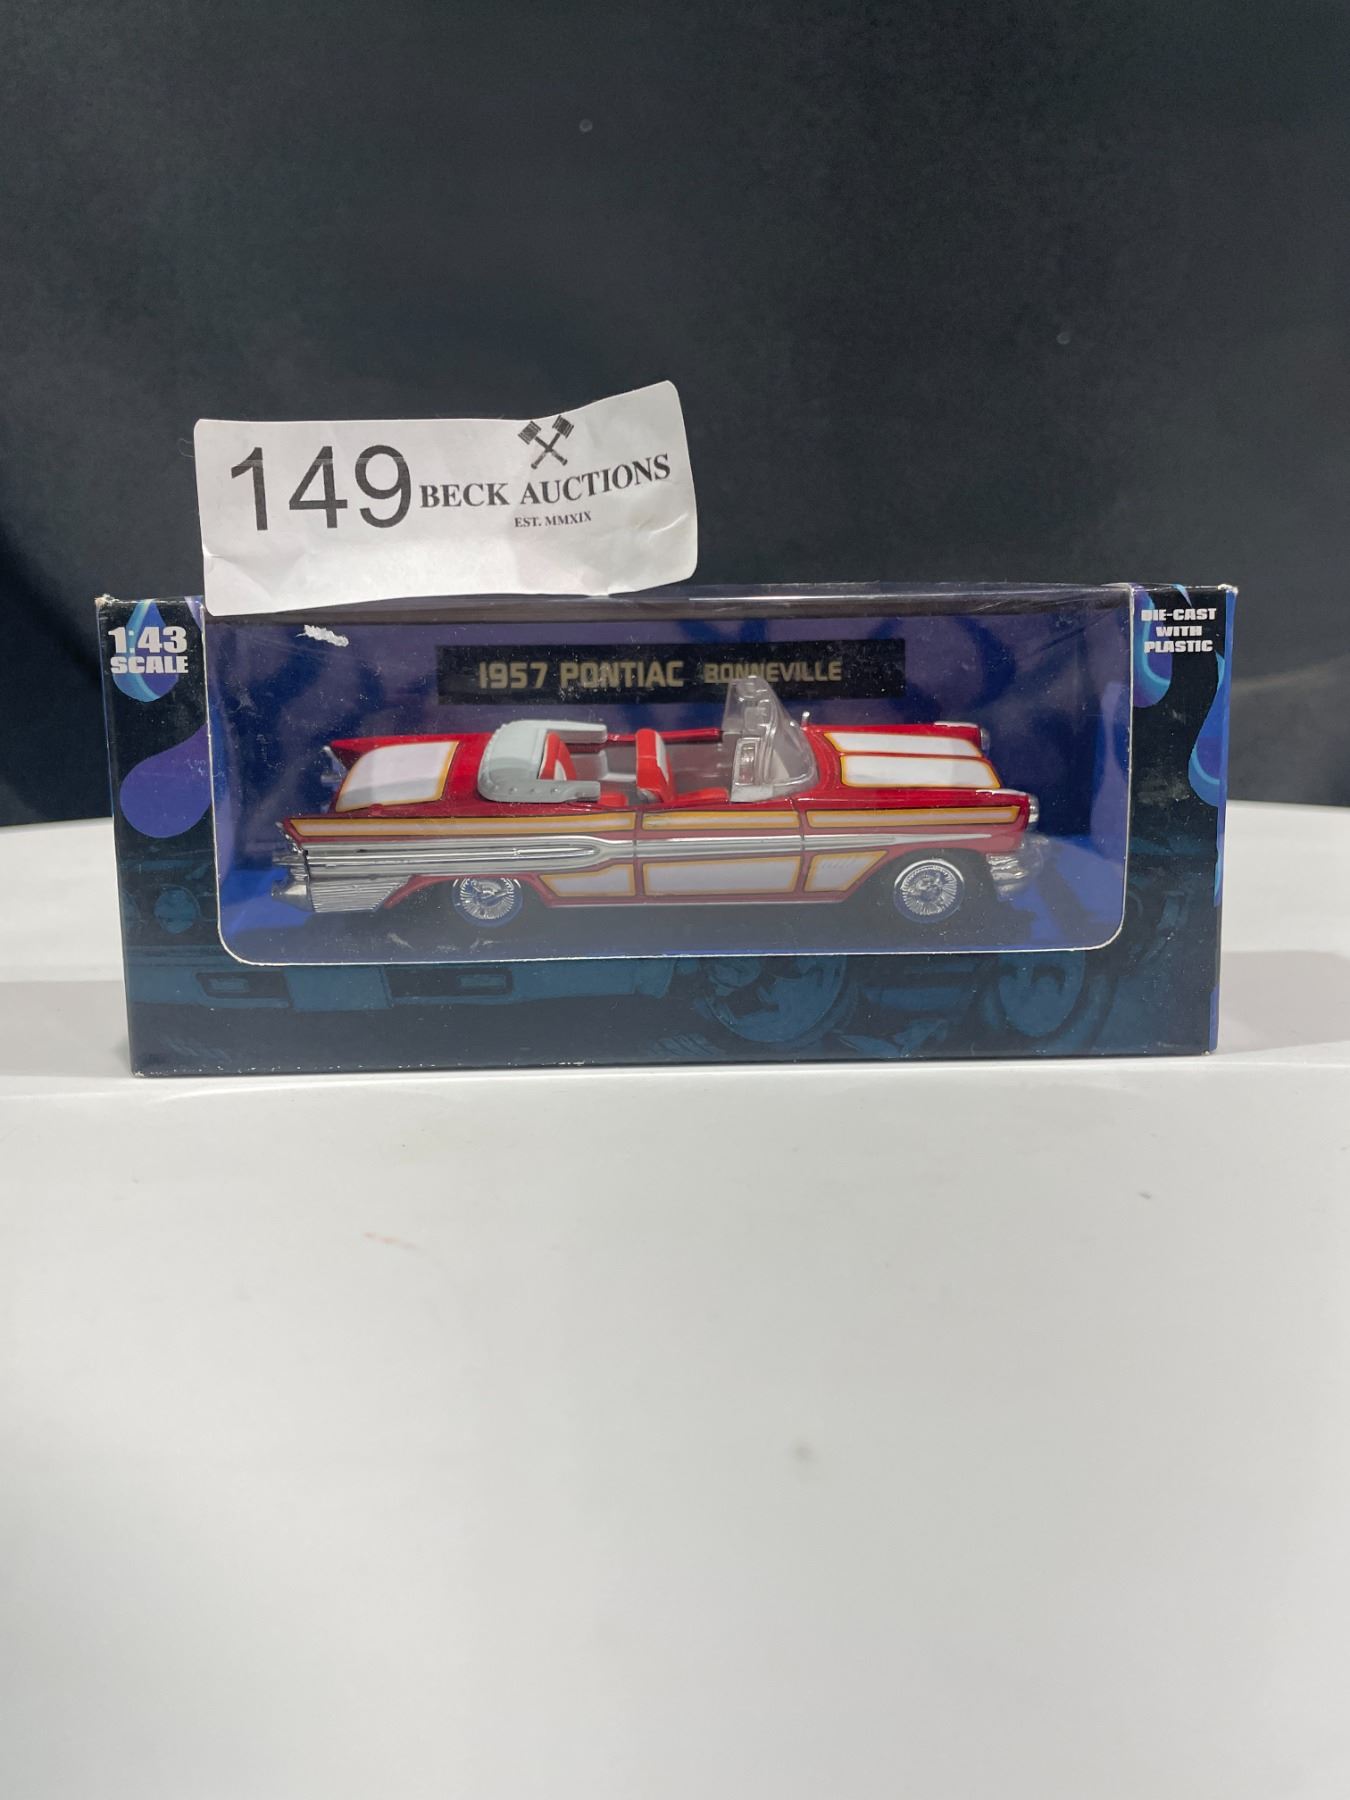 149
BECK AUCTIONS
EST. MMXIX
1:43
SCALE
DIE-CAST
WITH
PLASTIC
1957 PONTIAC BONNEVILLE